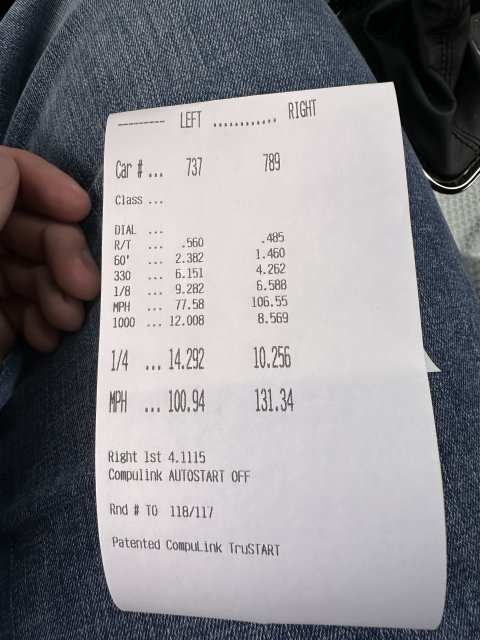 --------- LEFT ............ RIGHT
Car # ... 737 789
Class ...
DIAL ...
R/T ... .560 .485
60' ... 2.382 1.460
330 ... 6.151 4.262
1/8 ... 9.282 6.588
MPH ... 77.58 106.55
1000 ... 12.008 8.569
1/4 ... 14.292 10.256
MPH ... 100.94 131.34
Right 1st 4.1115
Compulink AUTOSTART OFF
Rnd # TO 118/117
Patented CompuLink TruSTART